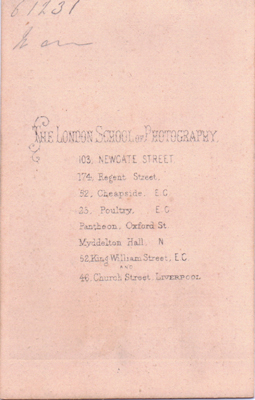 61231
THE LONDON SCHOOL OF PHOTOGRAPHY.
103, NEWGATE STREET.
174, Regent Street.
52, Cheapside. E.C.
23, Poultry. E.C
Pantheon, Oxford St
Myddelton Hall. N
52, King William Street, E.C
AND
46, Church Street, LIVERPOOL